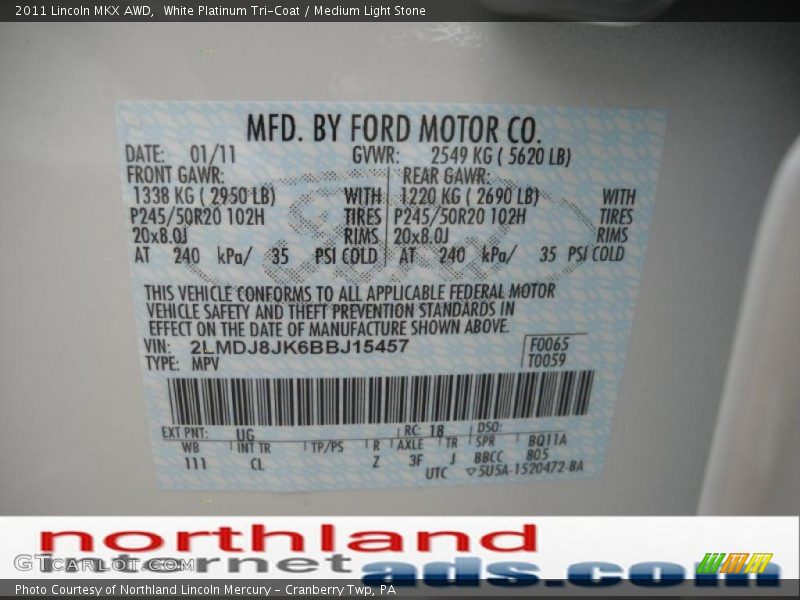 2011 Lincoln MKX AWD,  White Platinum Tri-Coat / Medium Light Stone
MFD. BY FORD MOTOR CO.
DATE: 01/11 GVWR: 2549 KG ( 5620 LB)
FRONT GAWR: REAR GAWR:
1338 KG ( 2950 LB) WITH 1220 KG ( 2690 LB) WITH
P245/50R20 102H TIRES P245/50R20 102H TIRES
20x8.0J RIMS 20x8.0J RIMS
AT 240 kPa/ 35 PSI COLD AT 240 kPa/ 35 PSI COLD
THIS VEHICLE CONFORMS TO ALL APPLICABLE FEDERAL MOTOR
VEHICLE SAFETY AND THEFT PREVENTION STANDARDS IN
EFFECT ON THE DATE OF MANUFACTURE SHOWN ABOVE.
VIN: 2LMDJ8JK6BBJ15457 F0065
TYPE: MPV T0059
EXT PNT: UG RC: 18 DSO:
WB INT TR TP/PS R AXLE TR SPR BQ11A
111 CL Z 3F J BBCC 805
UTC ▽5U5A-1520472-BA
northland
internet ads.com
GTCARLOT.COM
Photo Courtesy of Northland Lincoln Mercury - Cranberry Twp, PA